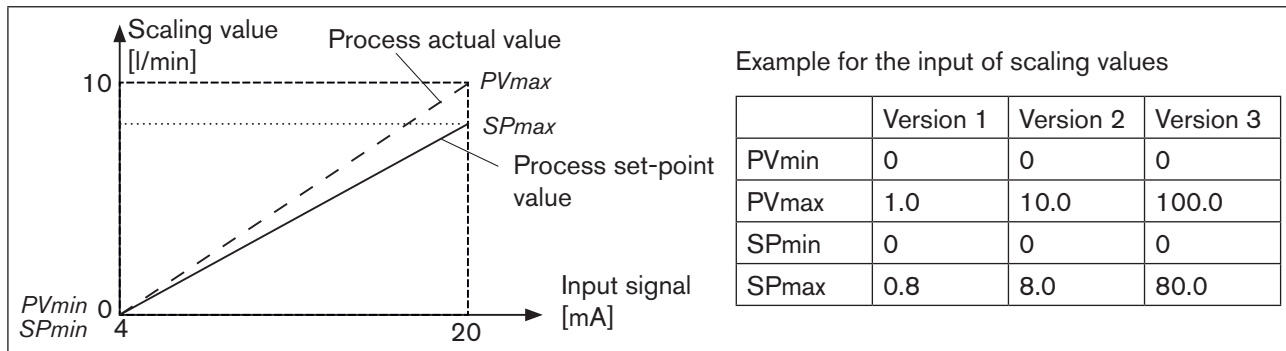 Scaling value
[l/min]
Process actual value
10
PVmax
SPmax
Process set-point
value
PVmin
SPmin
0
4
20
Input signal
[mA]
Example for the input of scaling values
Version 1 Version 2 Version 3
PVmin 0 0 0
PVmax 1.0 10.0 100.0
SPmin 0 0 0
SPmax 0.8 8.0 80.0